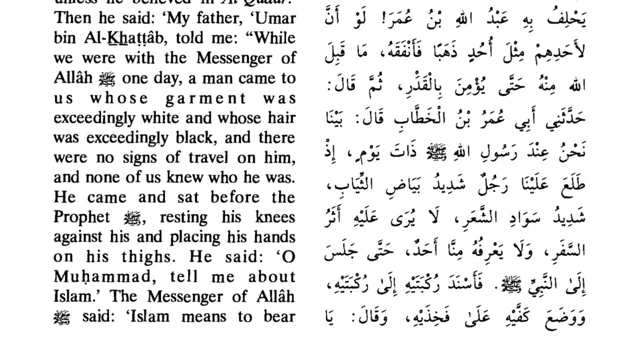 unless he believed in Al-Qadar.
Then he said: ‘My father, ‘Umar
bin Al-Khaṭṭâb, told me: “While
we were with the Messenger of
Allâh ﷺ one day, a man came to
us whose garment was
exceedingly white and whose hair
was exceedingly black, and there
were no signs of travel on him,
and none of us knew who he was.
He came and sat before the
Prophet ﷺ, resting his knees
against his and placing his hands
on his thighs. He said: ‘O
Muḥammad, tell me about
Islam.’ The Messenger of Allâh
ﷺ said: ‘Islam means to bear
يَحْلِفُ بِهِ عَبْدُ اللهِ بْنُ عُمَرَ! لَوْ أَنَّ
لِأَحَدِهِمْ مِثْلَ أُحُدٍ ذَهَبًا فَأَنْفَقَهُ، مَا قَبِلَ
الله مِنْهُ حَتَّى يُؤْمِنَ بِالْقَدَرِ، ثُمَّ قَالَ:
حَدَّثَنِي أَبِي عُمَرُ بْنُ الْخَطَّابِ قَالَ: بَيْنَا
نَحْنُ عِنْدَ رَسُولِ اللهِ ﷺ ذَاتَ يَوْمٍ، إِذْ
طَلَعَ عَلَيْنَا رَجُلٌ شَدِيدُ بَيَاضِ الثِّيَابِ،
شَدِيدُ سَوَادِ الشَّعَرِ، لَا يُرَى عَلَيْهِ أَثَرُ
السَّفَرِ، وَلَا يَعْرِفُهُ مِنَّا أَحَدٌ، حَتَّى جَلَسَ
إِلَى النَّبِيِّ ﷺ. فَأَسْنَدَ رُكْبَتَيْهِ إِلَى رُكْبَتَيْهِ،
وَوَضَعَ كَفَّيْهِ عَلَى فَخِذَيْهِ، وَقَالَ: يَا